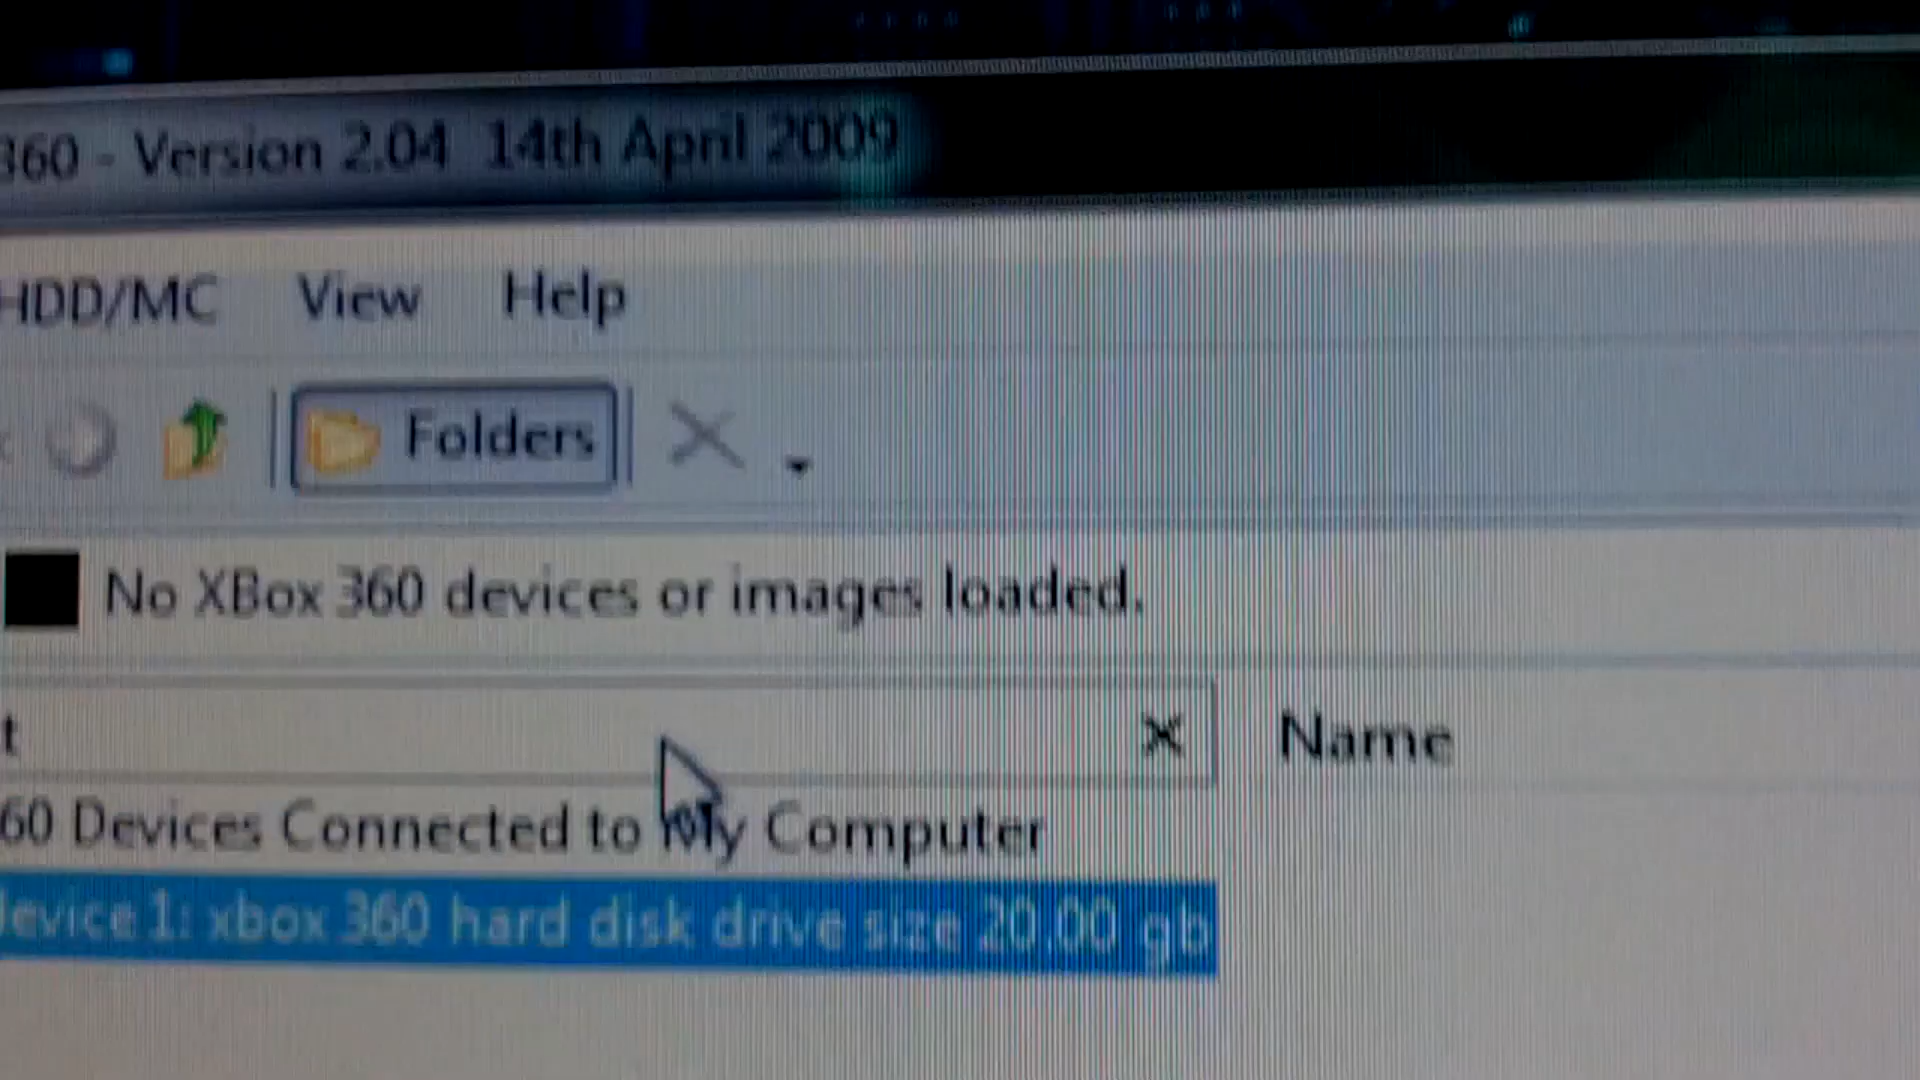 360 - Version 2.04 14th April 2009
HDD/MC View Help
Folders
No XBox 360 devices or images loaded.
t
Name
60 Devices Connected to My Computer
device 1: xbox 360 hard disk drive size 20.00 gb